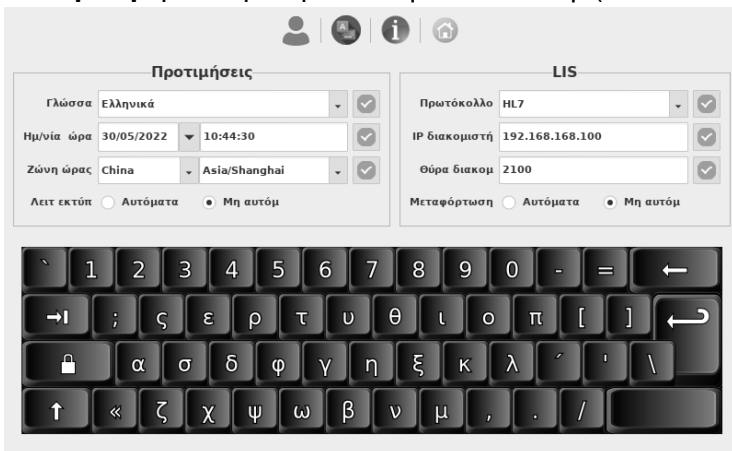 Προτιμήσεις
Γλώσσα Ελληνικά
Ημ/νία ώρα 30/05/2022 10:44:30
Ζώνη ώρας China Asia/Shanghai
Λειτ εκτύπ Αυτόματα Μη αυτόμ
LIS
Πρωτόκολλο HL7
IP διακομιστή 192.168.168.100
Θύρα διακομ 2100
Μεταφόρτωση Αυτόματα Μη αυτόμ
` 1 2 3 4 5 6 7 8 9 0 - =
; ς ε ρ τ υ θ ι ο π [ ]
α σ δ φ γ η ξ κ λ ΄ ' \
« ζ χ ψ ω β ν μ , . /